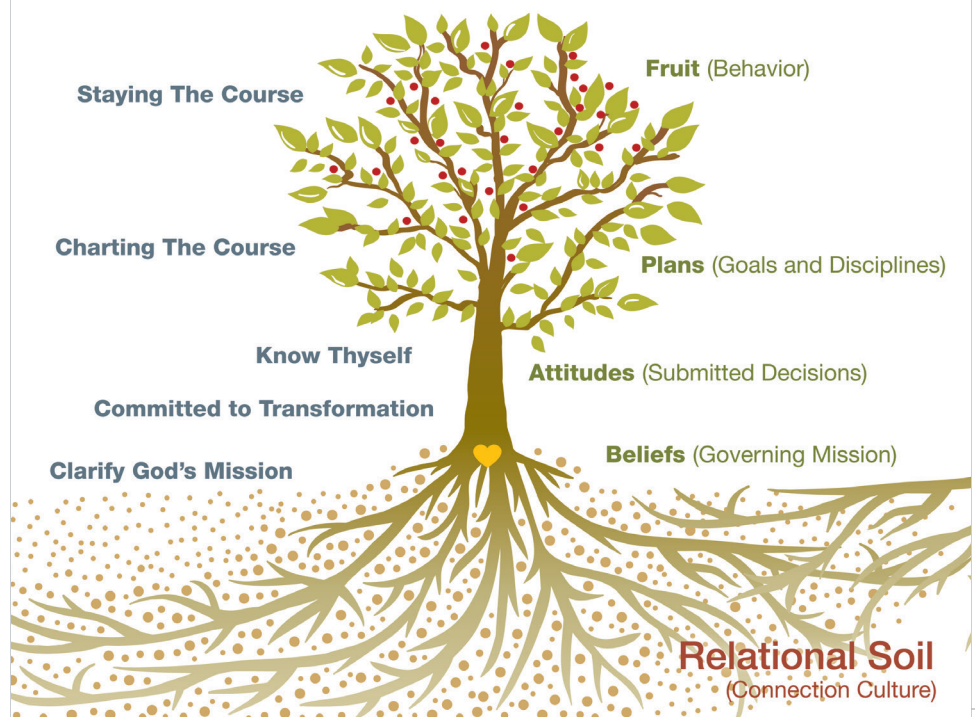 Fruit (Behavior)
Staying The Course
Charting The Course
Plans (Goals and Disciplines)
Know Thyself
Attitudes (Submitted Decisions)
Committed to Transformation
Beliefs (Governing Mission)
Clarify God's Mission
Relational Soil
(Connection Culture)